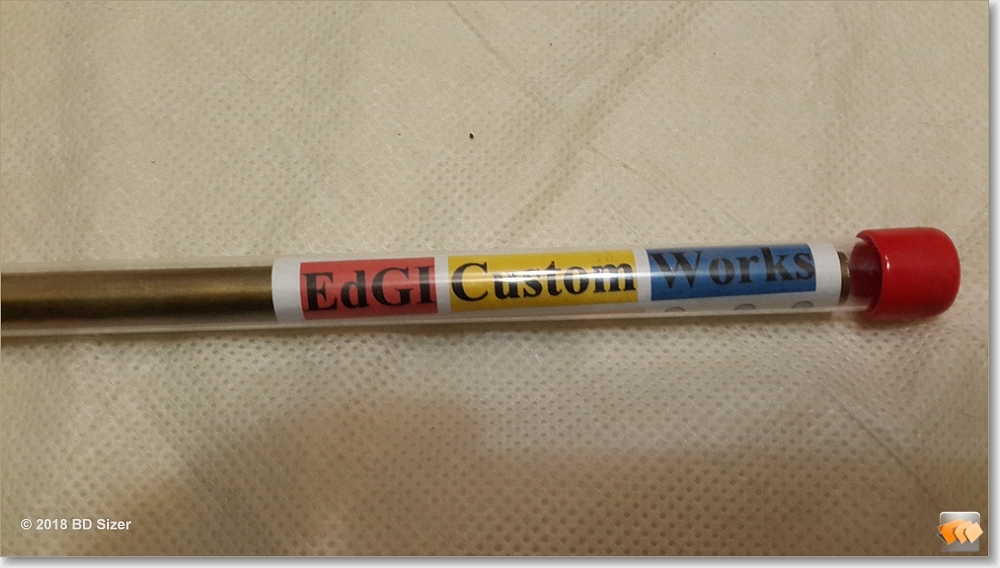 EdGI Custom Works
© 2018 BD Sizer